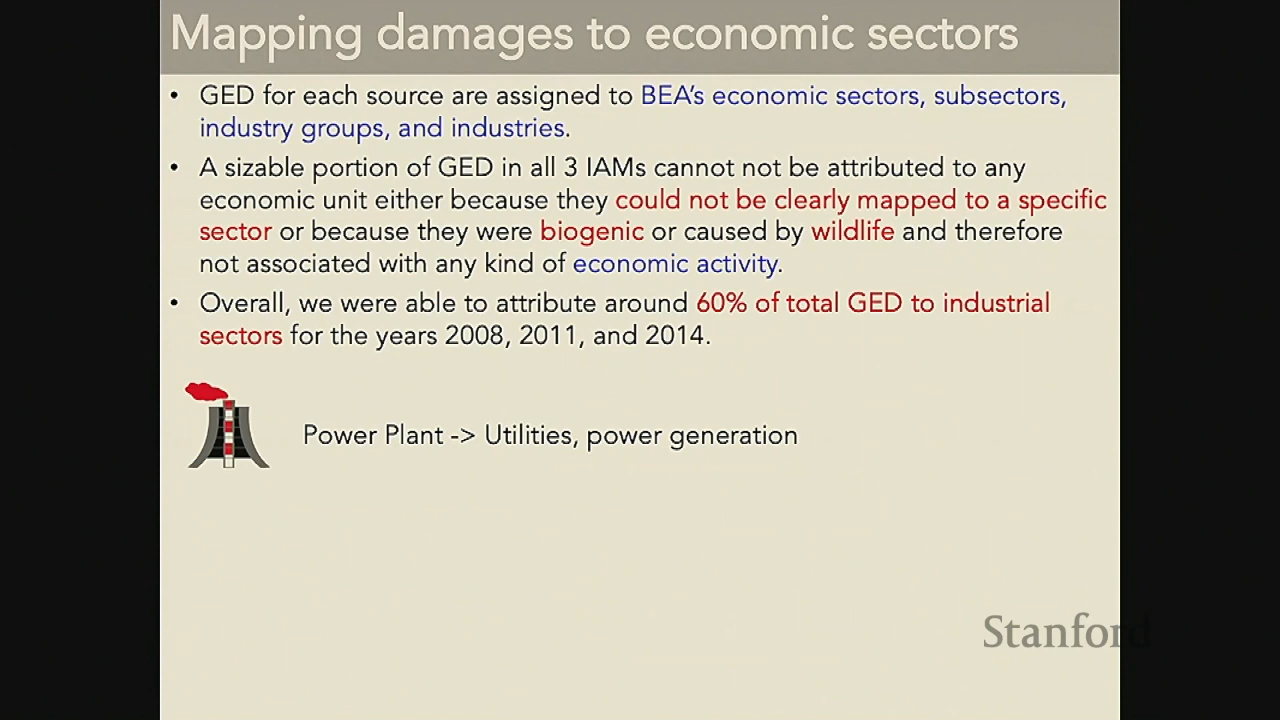 Mapping damages to economic sectors
• GED for each source are assigned to BEA's economic sectors, subsectors,
industry groups, and industries.
• A sizable portion of GED in all 3 IAMs cannot not be attributed to any
economic unit either because they could not be clearly mapped to a specific
sector or because they were biogenic or caused by wildlife and therefore
not associated with any kind of economic activity.
• Overall, we were able to attribute around 60% of total GED to industrial
sectors for the years 2008, 2011, and 2014.
Power Plant -> Utilities, power generation
Stanford